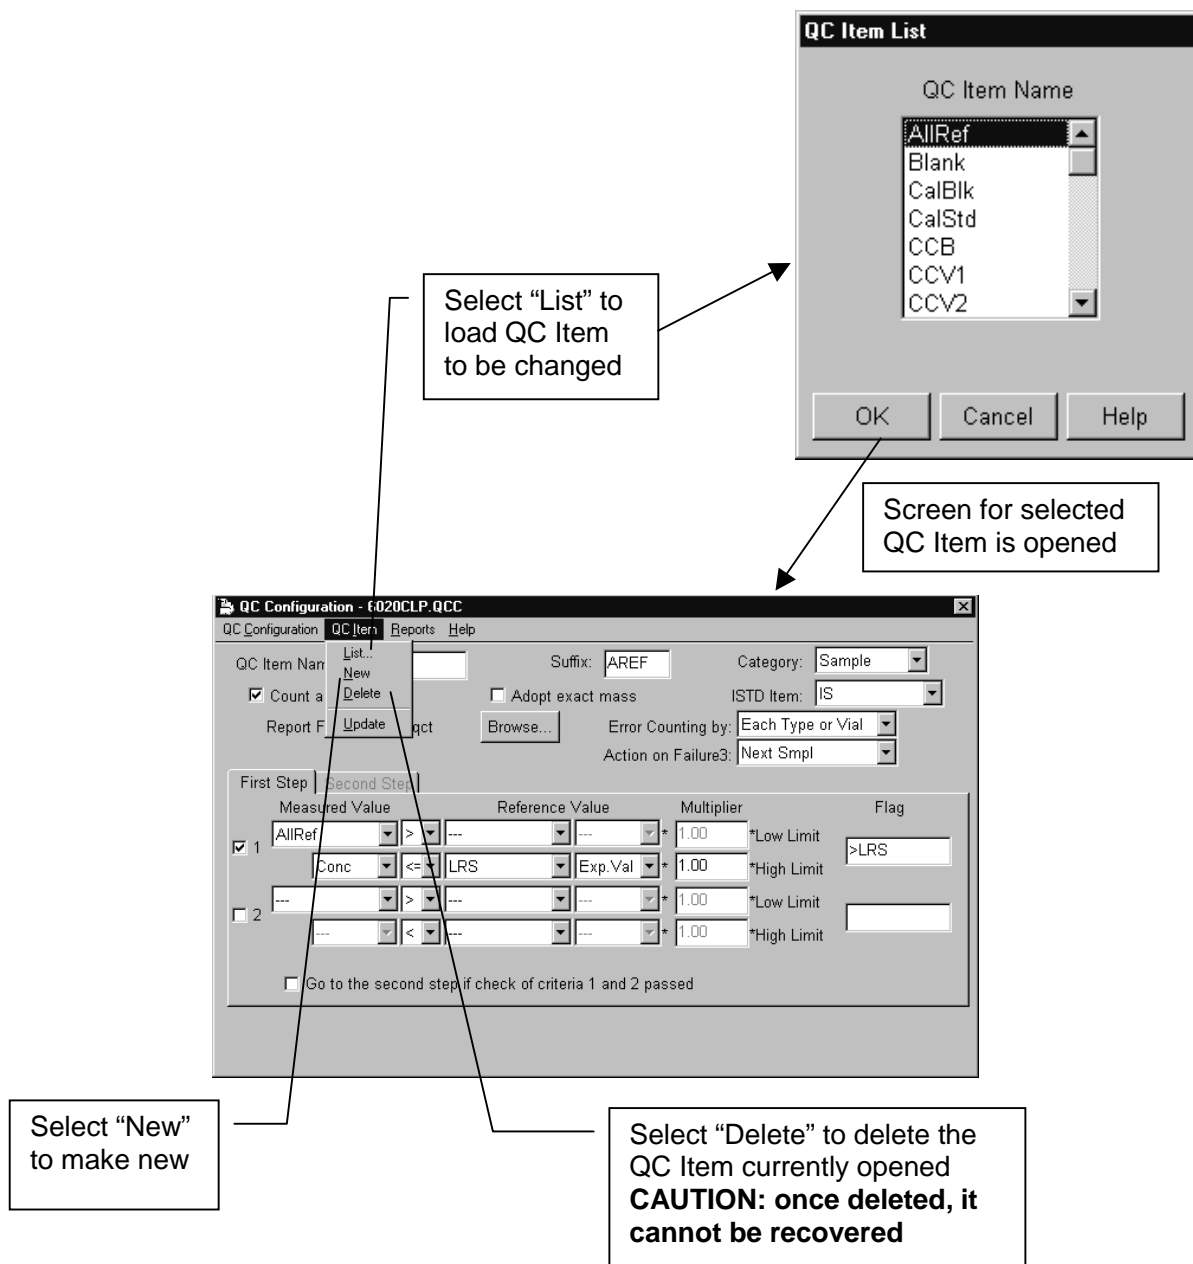 QC Item List
QC Item Name
AllRef
Blank
CalBlk
CalStd
CCB
CCV1
CCV2
OK Cancel Help
Select “List” to
load QC Item
to be changed
Screen for selected
QC Item is opened
QC Configuration - 6020CLP.QCC
QC Configuration QC Item Reports Help
List...
New
Delete
Update
QC Item Nam
Suffix: AREF
Category: Sample
Count a
Adopt exact mass
ISTD Item: IS
Report F
qct
Browse...
Error Counting by: Each Type or Vial
Action on Failure3: Next Smpl
First Step Second Step
Measured Value Reference Value Multiplier Flag
1 AllRef > --- --- * 1.00 *Low Limit
>LRS
Conc <= LRS Exp.Val * 1.00 *High Limit
2 --- > --- --- * 1.00 *Low Limit
--- < --- --- * 1.00 *High Limit
Go to the second step if check of criteria 1 and 2 passed
Select “New”
to make new
Select “Delete” to delete the
QC Item currently opened
CAUTION: once deleted, it
cannot be recovered